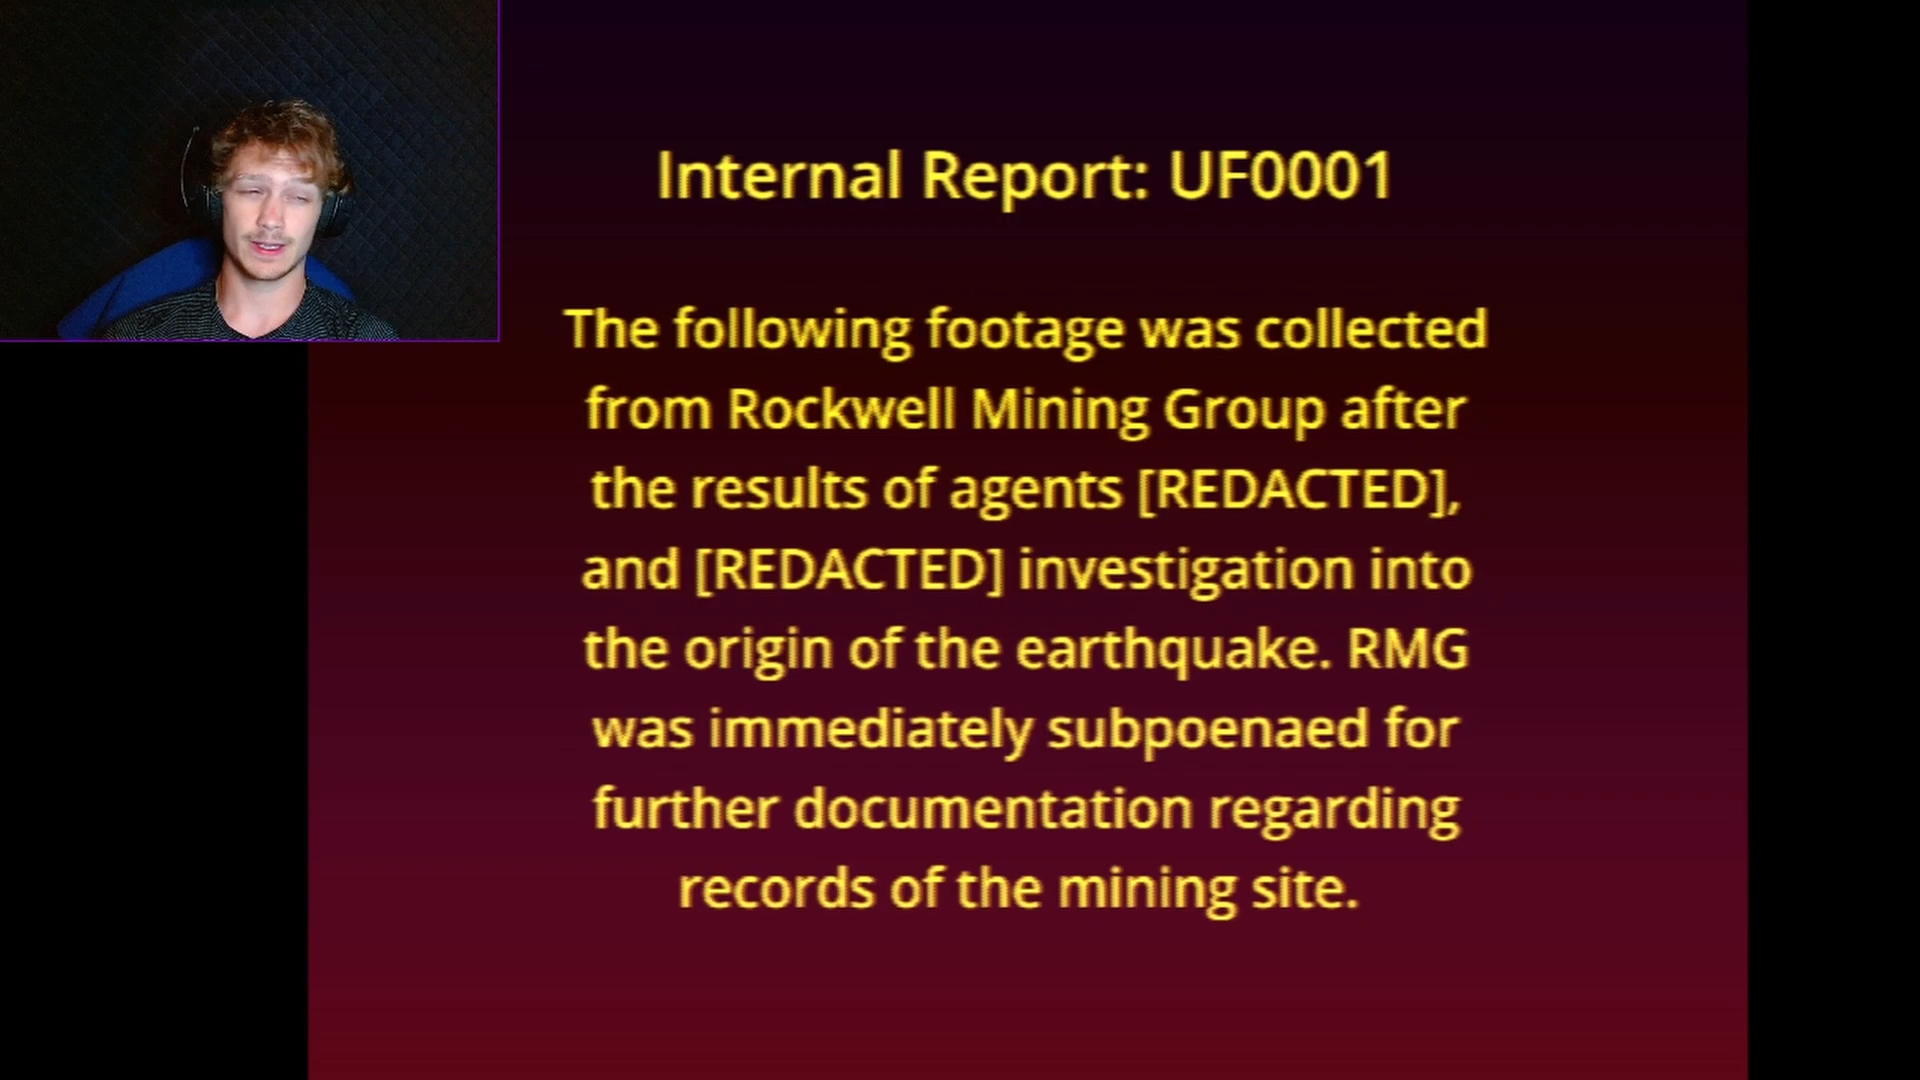 Internal Report: UF0001
The following footage was collected
from Rockwell Mining Group after
the results of agents [REDACTED],
and [REDACTED] investigation into
the origin of the earthquake. RMG
was immediately subpoenaed for
further documentation regarding
records of the mining site.